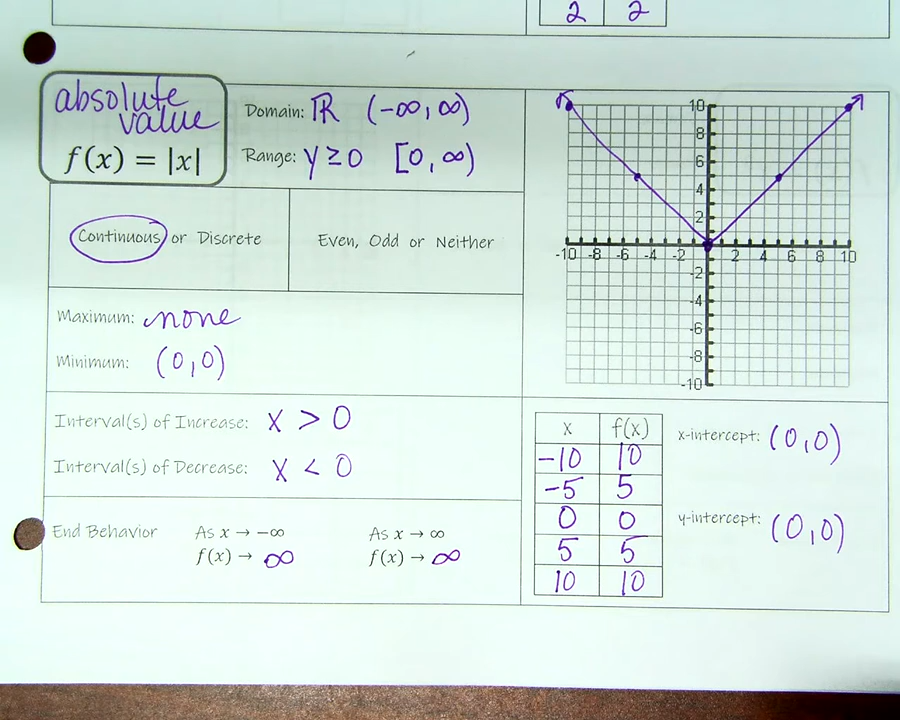 2 2
absolute
value
f(x) = |x|
Domain: ℝ (-∞, ∞)
Range: y ≥ 0 [0, ∞)
Continuous or Discrete
Even, Odd or Neither
Maximum: none
Minimum: (0,0)
Interval(s) of Increase: x > 0
Interval(s) of Decrease: x < 0
End Behavior
As x → -∞
f(x) → ∞
As x → ∞
f(x) → ∞
10
8
6
4
2
-10 -8 -6 -4 -2 2 4 6 8 10
-2
-4
-6
-8
-10
x f(x)
-10 10
-5 5
0 0
5 5
10 10
x-intercept: (0,0)
y-intercept: (0,0)